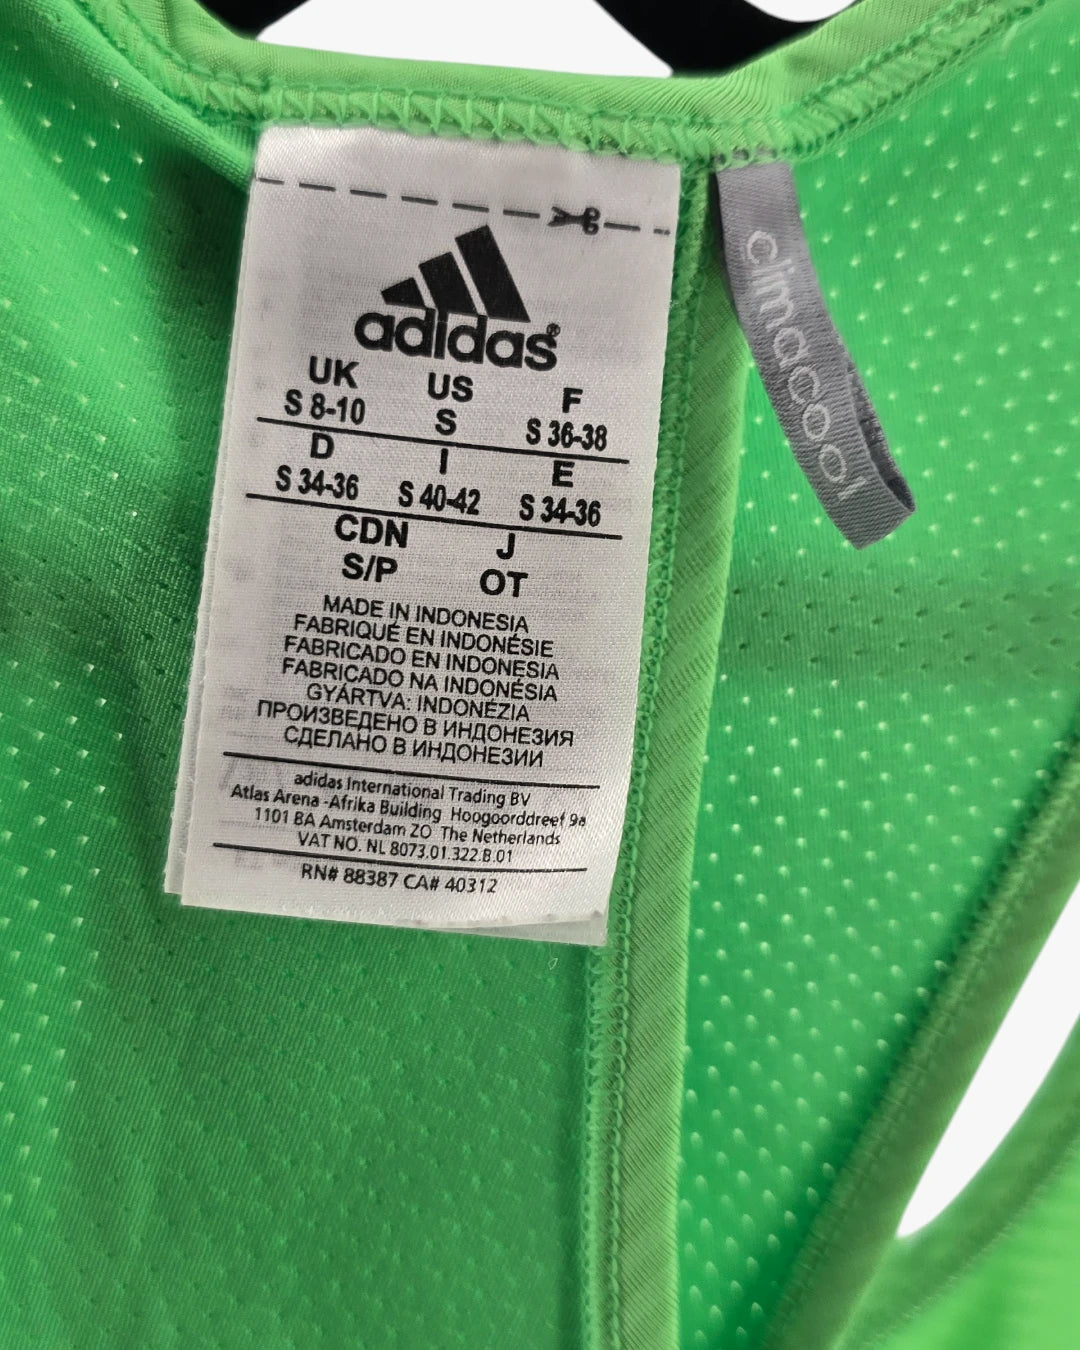 adidas®
UK US F
S 8-10 S S 36-38
D I E
S 34-36 S 40-42 S 34-36
CDN J
S/P OT
MADE IN INDONESIA
FABRIQUÉ EN INDONÉSIE
FABRICADO EN INDONESIA
FABRICADO NA INDONÉSIA
GYÁRTVA: INDONÉZIA
ПРОИЗВЕДЕНО В ИНДОНЕЗИЯ
СДЕЛАНО В ИНДОНЕЗИИ
adidas International Trading BV
Atlas Arena -Afrika Building Hoogoorddreef 9a
1101 BA Amsterdam ZO The Netherlands
VAT NO. NL 8073.01.322.B.01
RN# 88387 CA# 40312
climacool